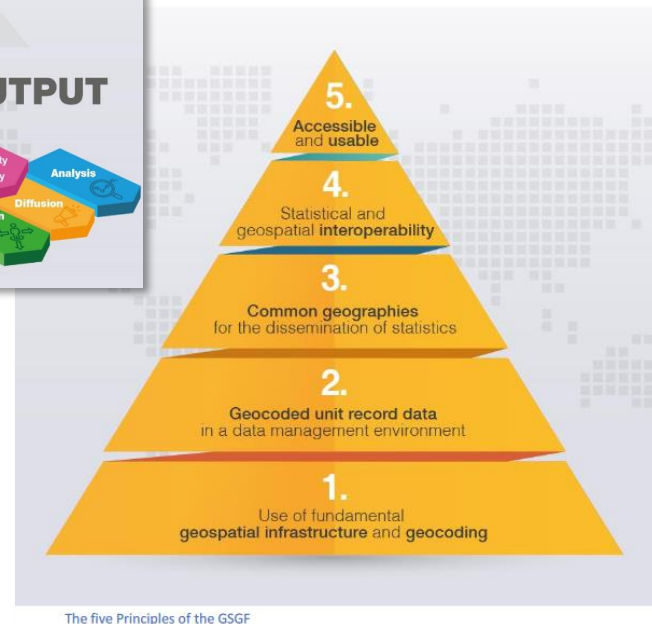 Analysis
Diffusion
5.
Accessible
and usable
4.
Statistical and
geospatial interoperability
3.
Common geographies
for the dissemination of statistics
2.
Geocoded unit record data
in a data management environment
1.
Use of fundamental
geospatial infrastructure and geocoding
The five Principles of the GSGF